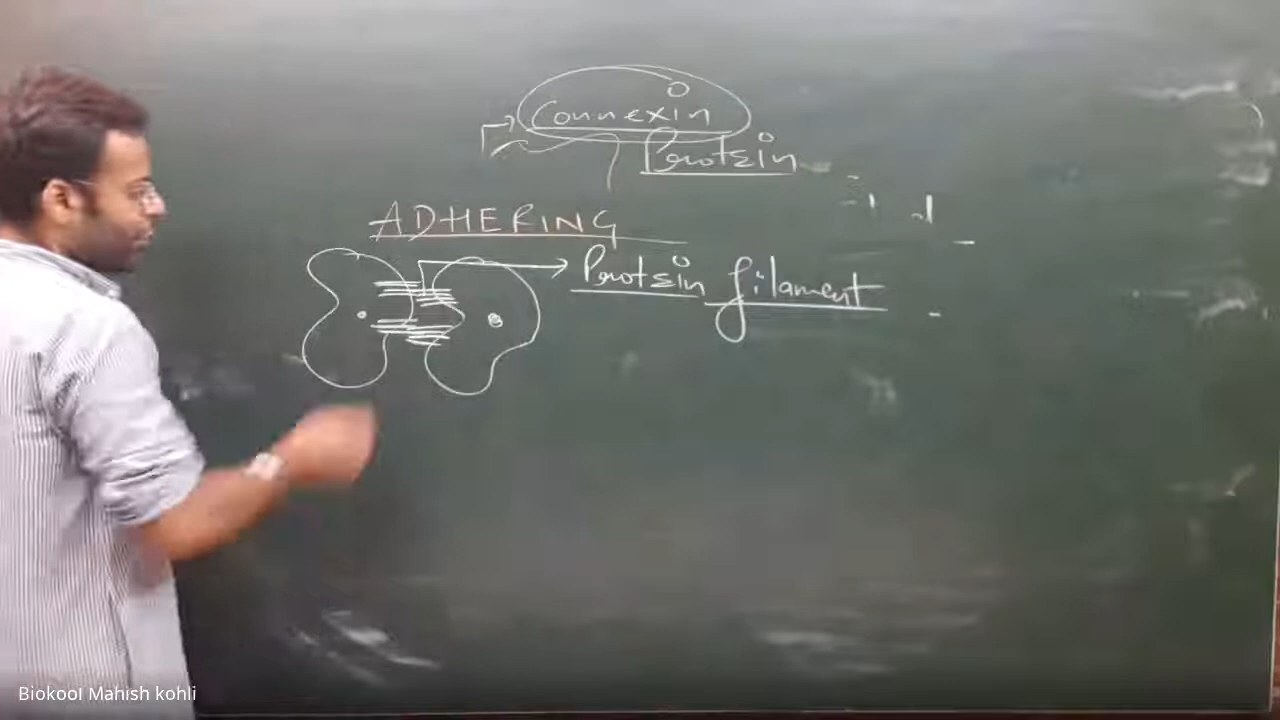 Connexin
Protein
ADHERING
Protein filament
Biokool Mahish kohli